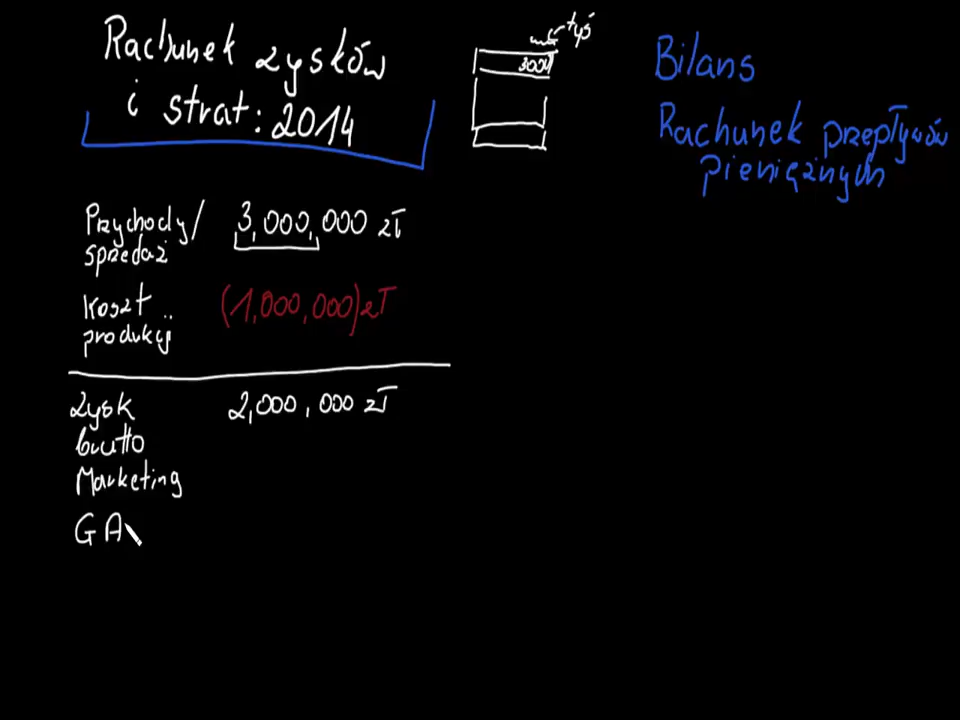 Rachunek zysków
i strat: 2014
tyś
3000
Bilans
Rachunek przepływów
pieniężnych
Przychody/ 3,000,000 zł
sprzedaż
Koszt (1,000,000) zł
produkcji
Zysk 2,000,000 zł
brutto
Marketing
GA